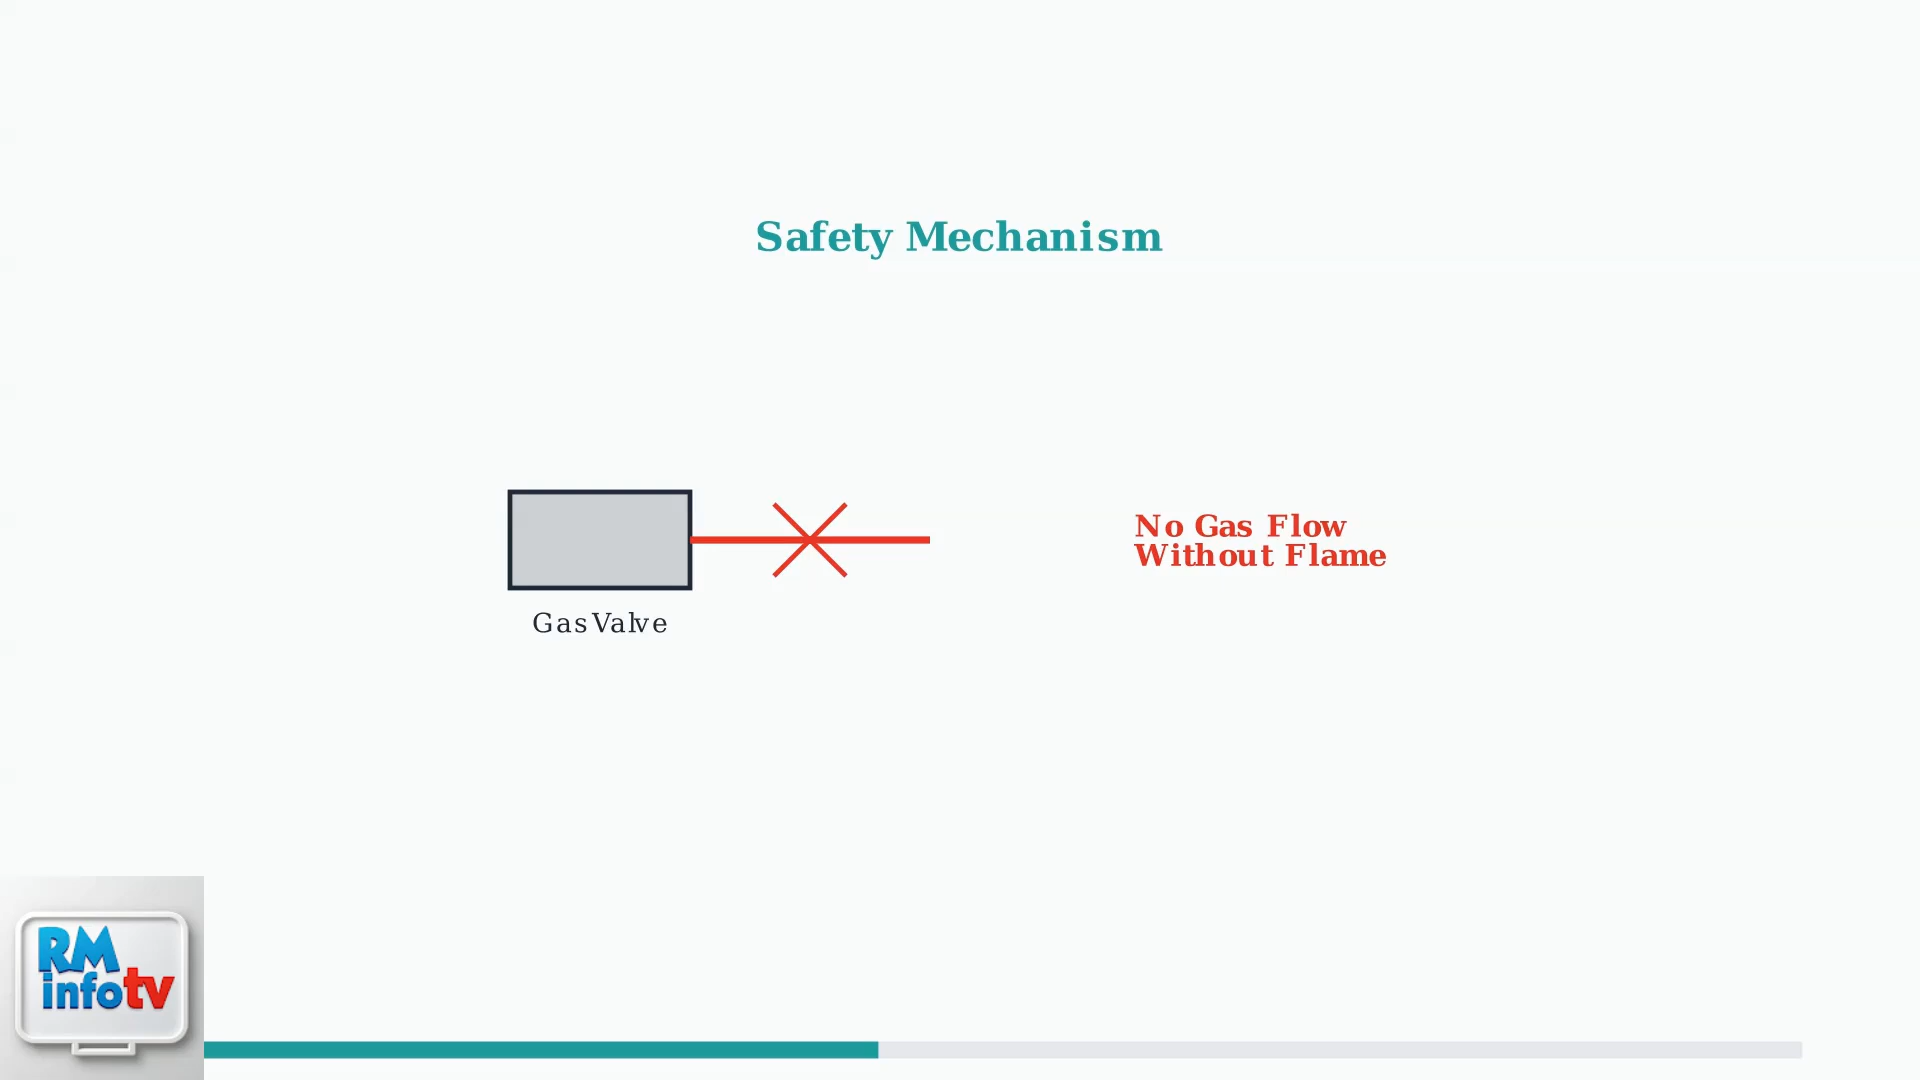 Safety Mechanism
No Gas Flow
Without Flame
Gas Valve
RM
info tv